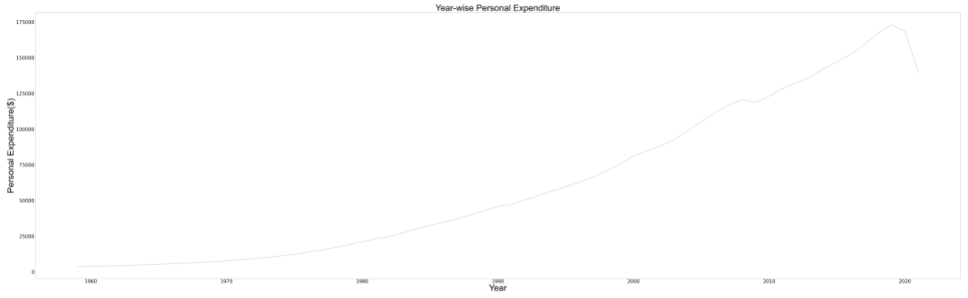 Year-wise Personal Expenditure
Personal Expenditure($)
175000
150000
125000
100000
75000
50000
25000
0
1960 1970 1980 1990 2000 2010 2020
Year